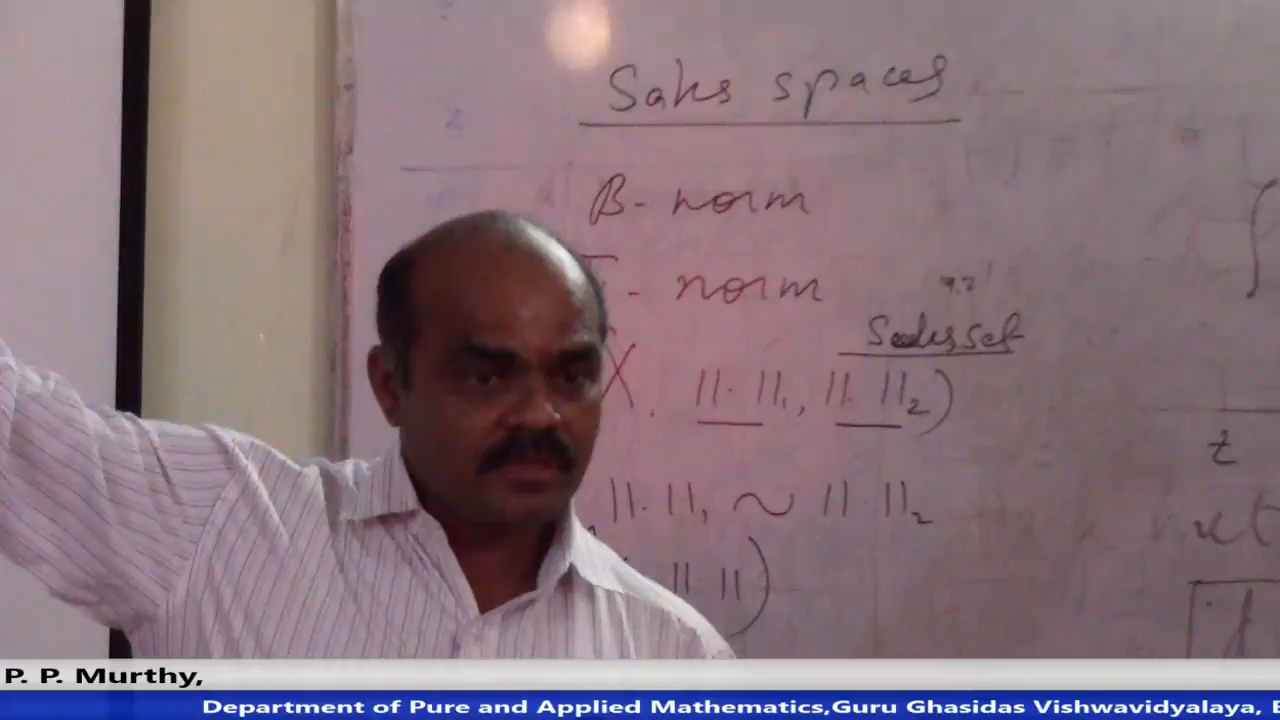 Saks spaces
B- norm
- norm
Saks set
X, ||·||₁, ||·||₂)
||·||₁ ~ ||·||₂
||·||)
z
P. P. Murthy,
Department of Pure and Applied Mathematics,Guru Ghasidas Vishwavidyalaya,